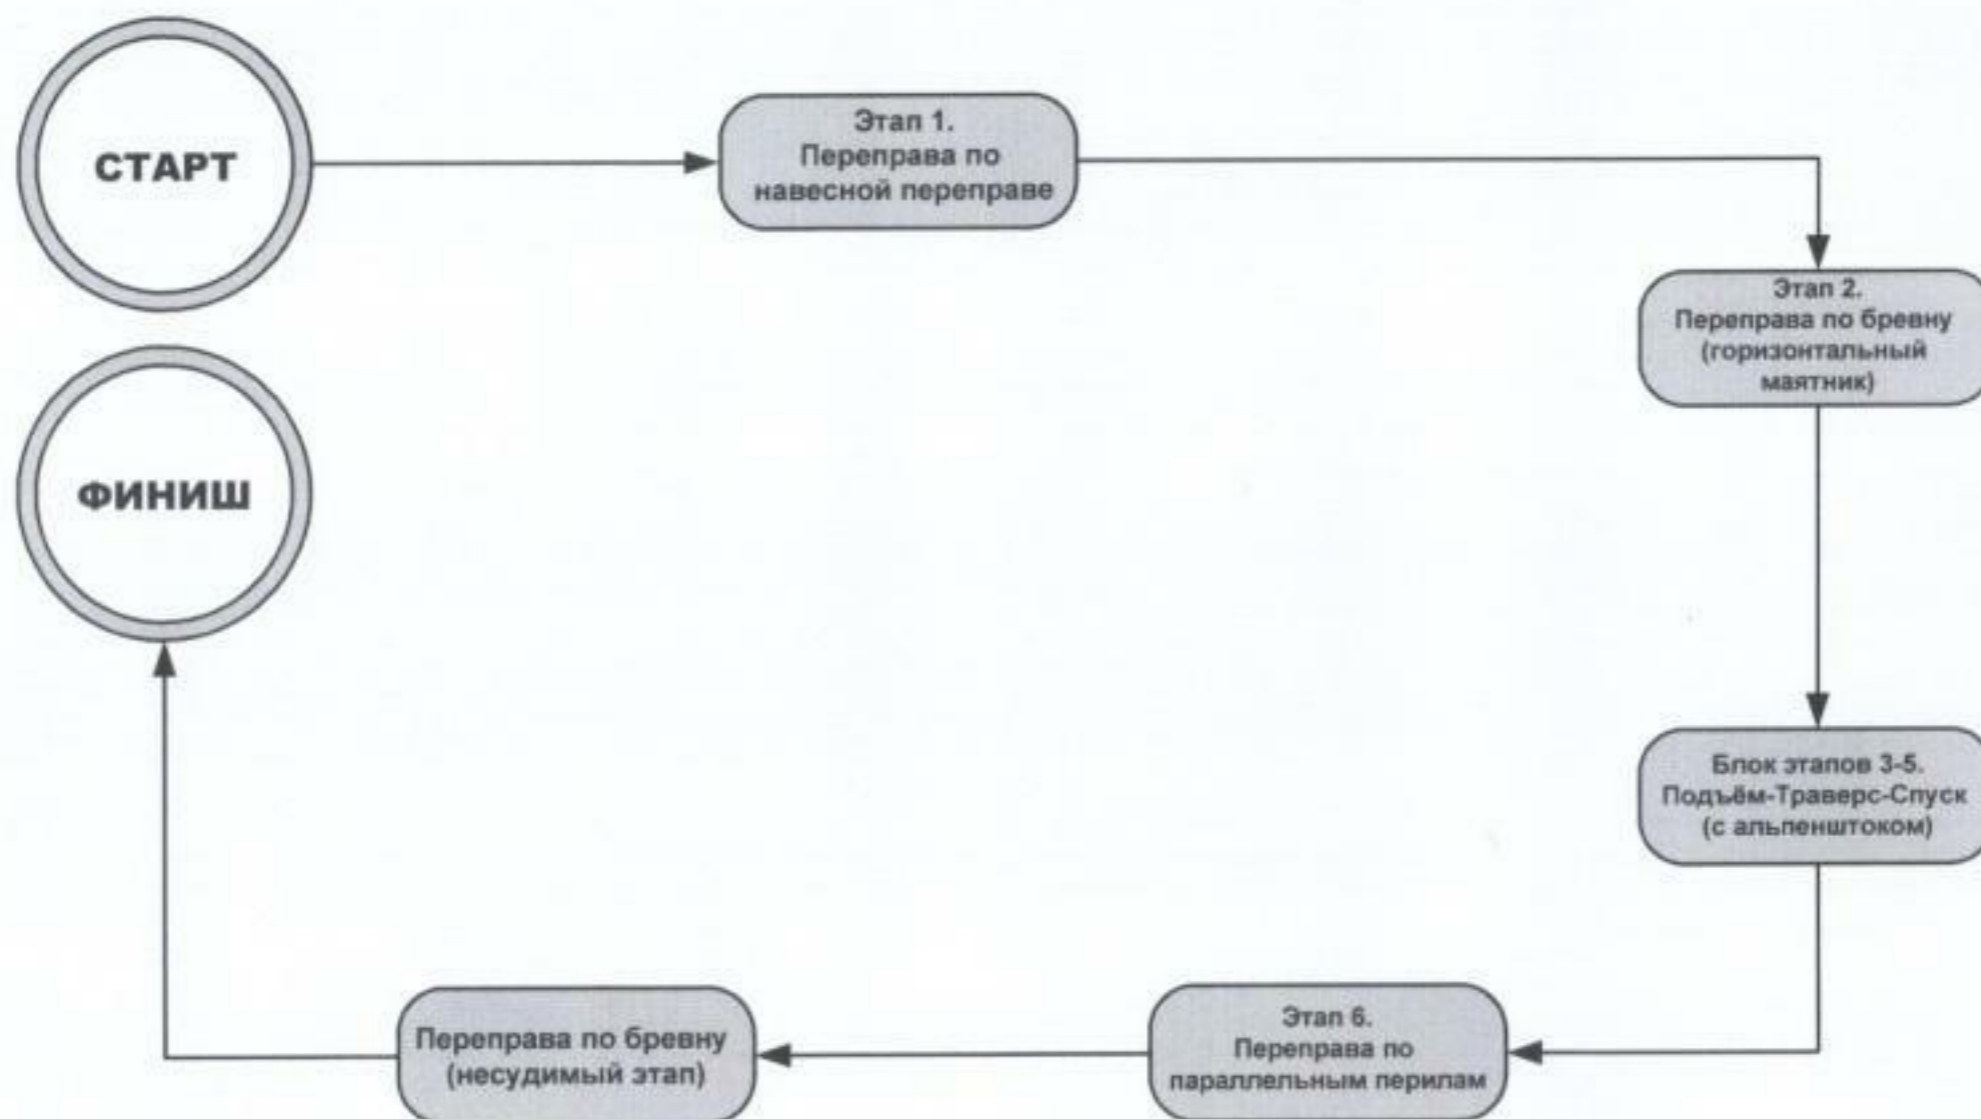 СТАРТ
Этап 1.
Переправа по
навесной переправе
Этап 2.
Переправа по бревну
(горизонтальный
маятник)
ФИНИШ
Блок этапов 3-5.
Подъём-Траверс-Спуск
(с альпенштоком)
Этап 6.
Переправа по
параллельным перилам
Переправа по бревну
(несудимый этап)